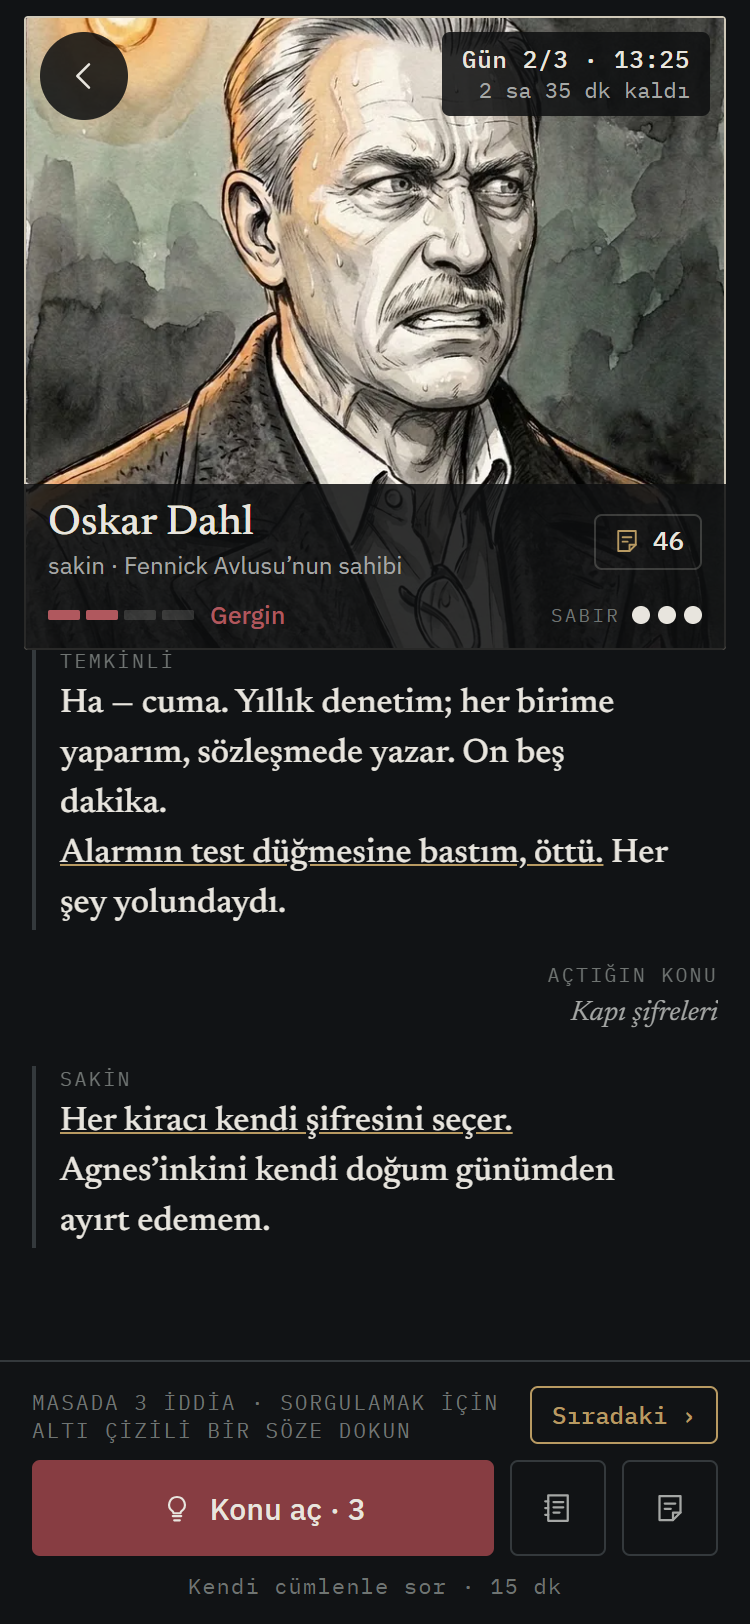 Gün 2/3 · 13:25
2 sa 35 dk kaldı
Oskar Dahl
sakin · Fennick Avlusu’nun sahibi
46
Gergin
SABIR
TEMKİNLİ
Ha – cuma. Yıllık denetim; her birime
yaparım, sözleşmede yazar. On beş
dakika.
Alarmın test düğmesine bastım, öttü. Her
şey yolundaydı.
AÇTIĞIN KONU
Kapı şifreleri
SAKİN
Her kiracı kendi şifresini seçer.
Agnes’inkini kendi doğum günümden
ayırt edemem.
MASADA 3 İDDİA · SORGULAMAK İÇİN
ALTI ÇİZİLİ BİR SÖZE DOKUN
Sıradaki ›
Konu aç · 3
Kendi cümlenle sor · 15 dk